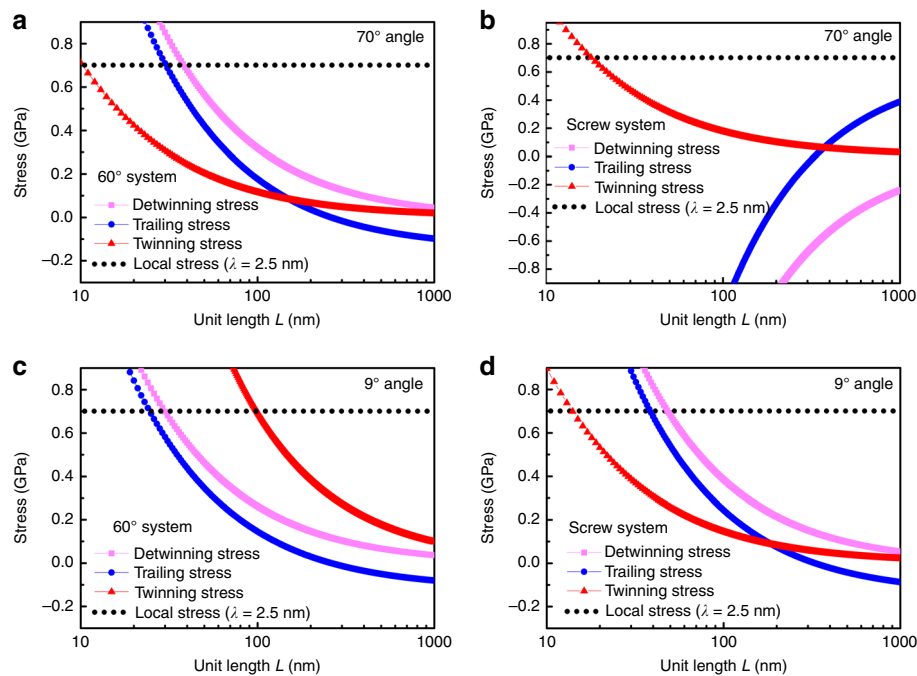 a
70° angle
0.8
0.6
0.4
0.2
0.0
–0.2
Stress (GPa)
60° system
Detwinning stress
Trailing stress
Twinning stress
Local stress (λ = 2.5 nm)
10
100
1000
Unit length L (nm)
b
70° angle
0.8
0.6
0.4
0.2
–0.0
–0.2
–0.4
–0.6
–0.8
Stress (GPa)
Screw system
Detwinning stress
Trailing stress
Twinning stress
Local stress (λ = 2.5 nm)
10
100
1000
Unit length L (nm)
c
9° angle
0.8
0.6
0.4
0.2
0.0
–0.2
Stress (GPa)
60° system
Detwinning stress
Trailing stress
Twinning stress
Local stress (λ = 2.5 nm)
10
100
1000
Unit length L (nm)
d
9° angle
0.8
0.6
0.4
0.2
0.0
–0.2
Stress (GPa)
Screw system
Detwinning stress
Trailing stress
Twinning stress
Local stress (λ = 2.5 nm)
10
100
1000
Unit length L (nm)